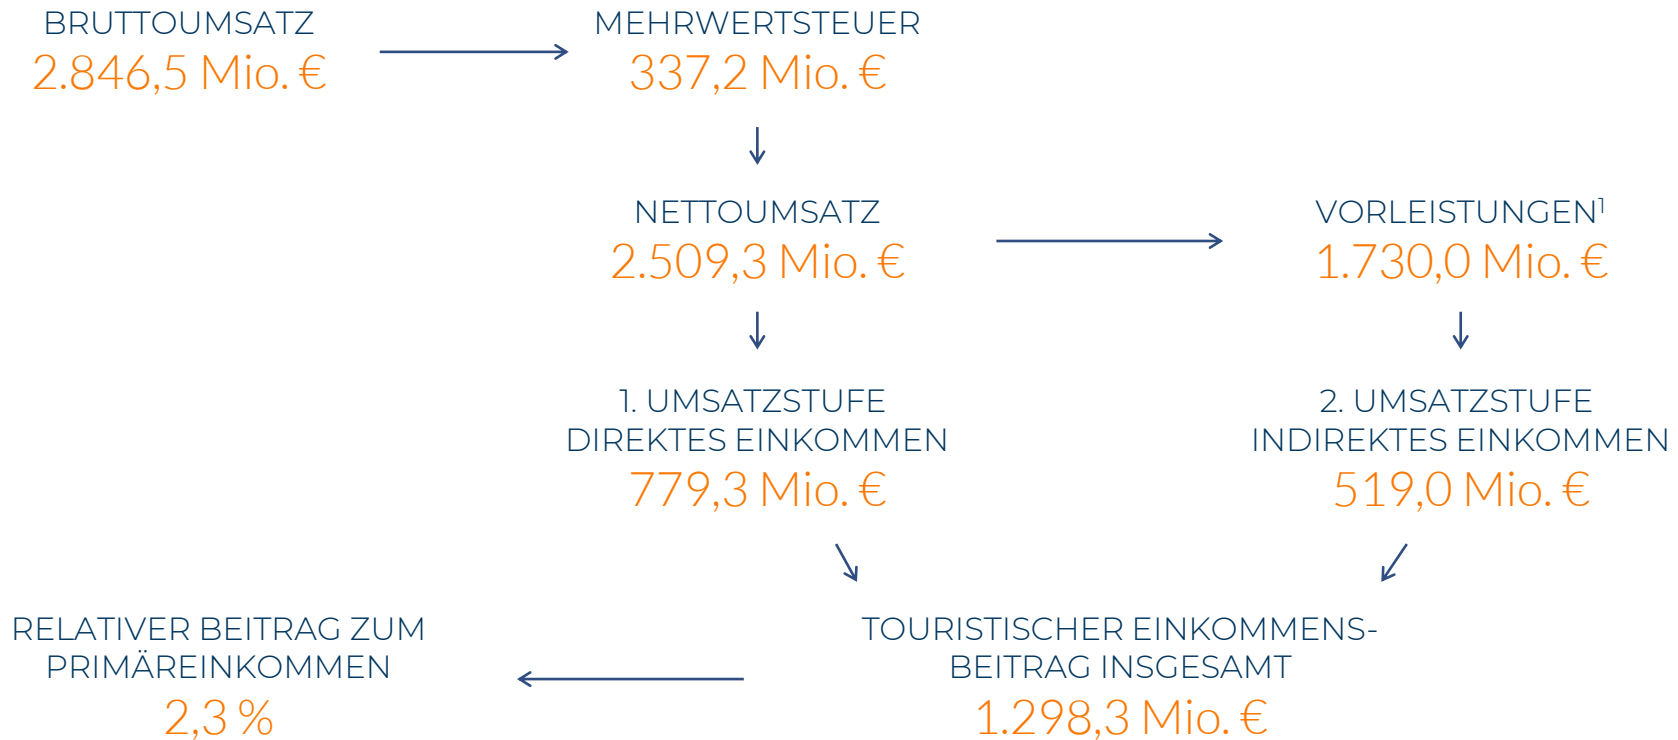 BRUTTOUMSATZ
2.846,5 Mio. €
MEHRWERTSTEUER
337,2 Mio. €
NETTOUMSATZ
2.509,3 Mio. €
VORLEISTUNGEN¹
1.730,0 Mio. €
1. UMSATZSTUFE
DIREKTES EINKOMMEN
779,3 Mio. €
2. UMSATZSTUFE
INDIREKTES EINKOMMEN
519,0 Mio. €
RELATIVER BEITRAG ZUM
PRIMÄREINKOMMEN
2,3 %
TOURISTISCHER EINKOMMENS-
BEITRAG INSGESAMT
1.298,3 Mio. €